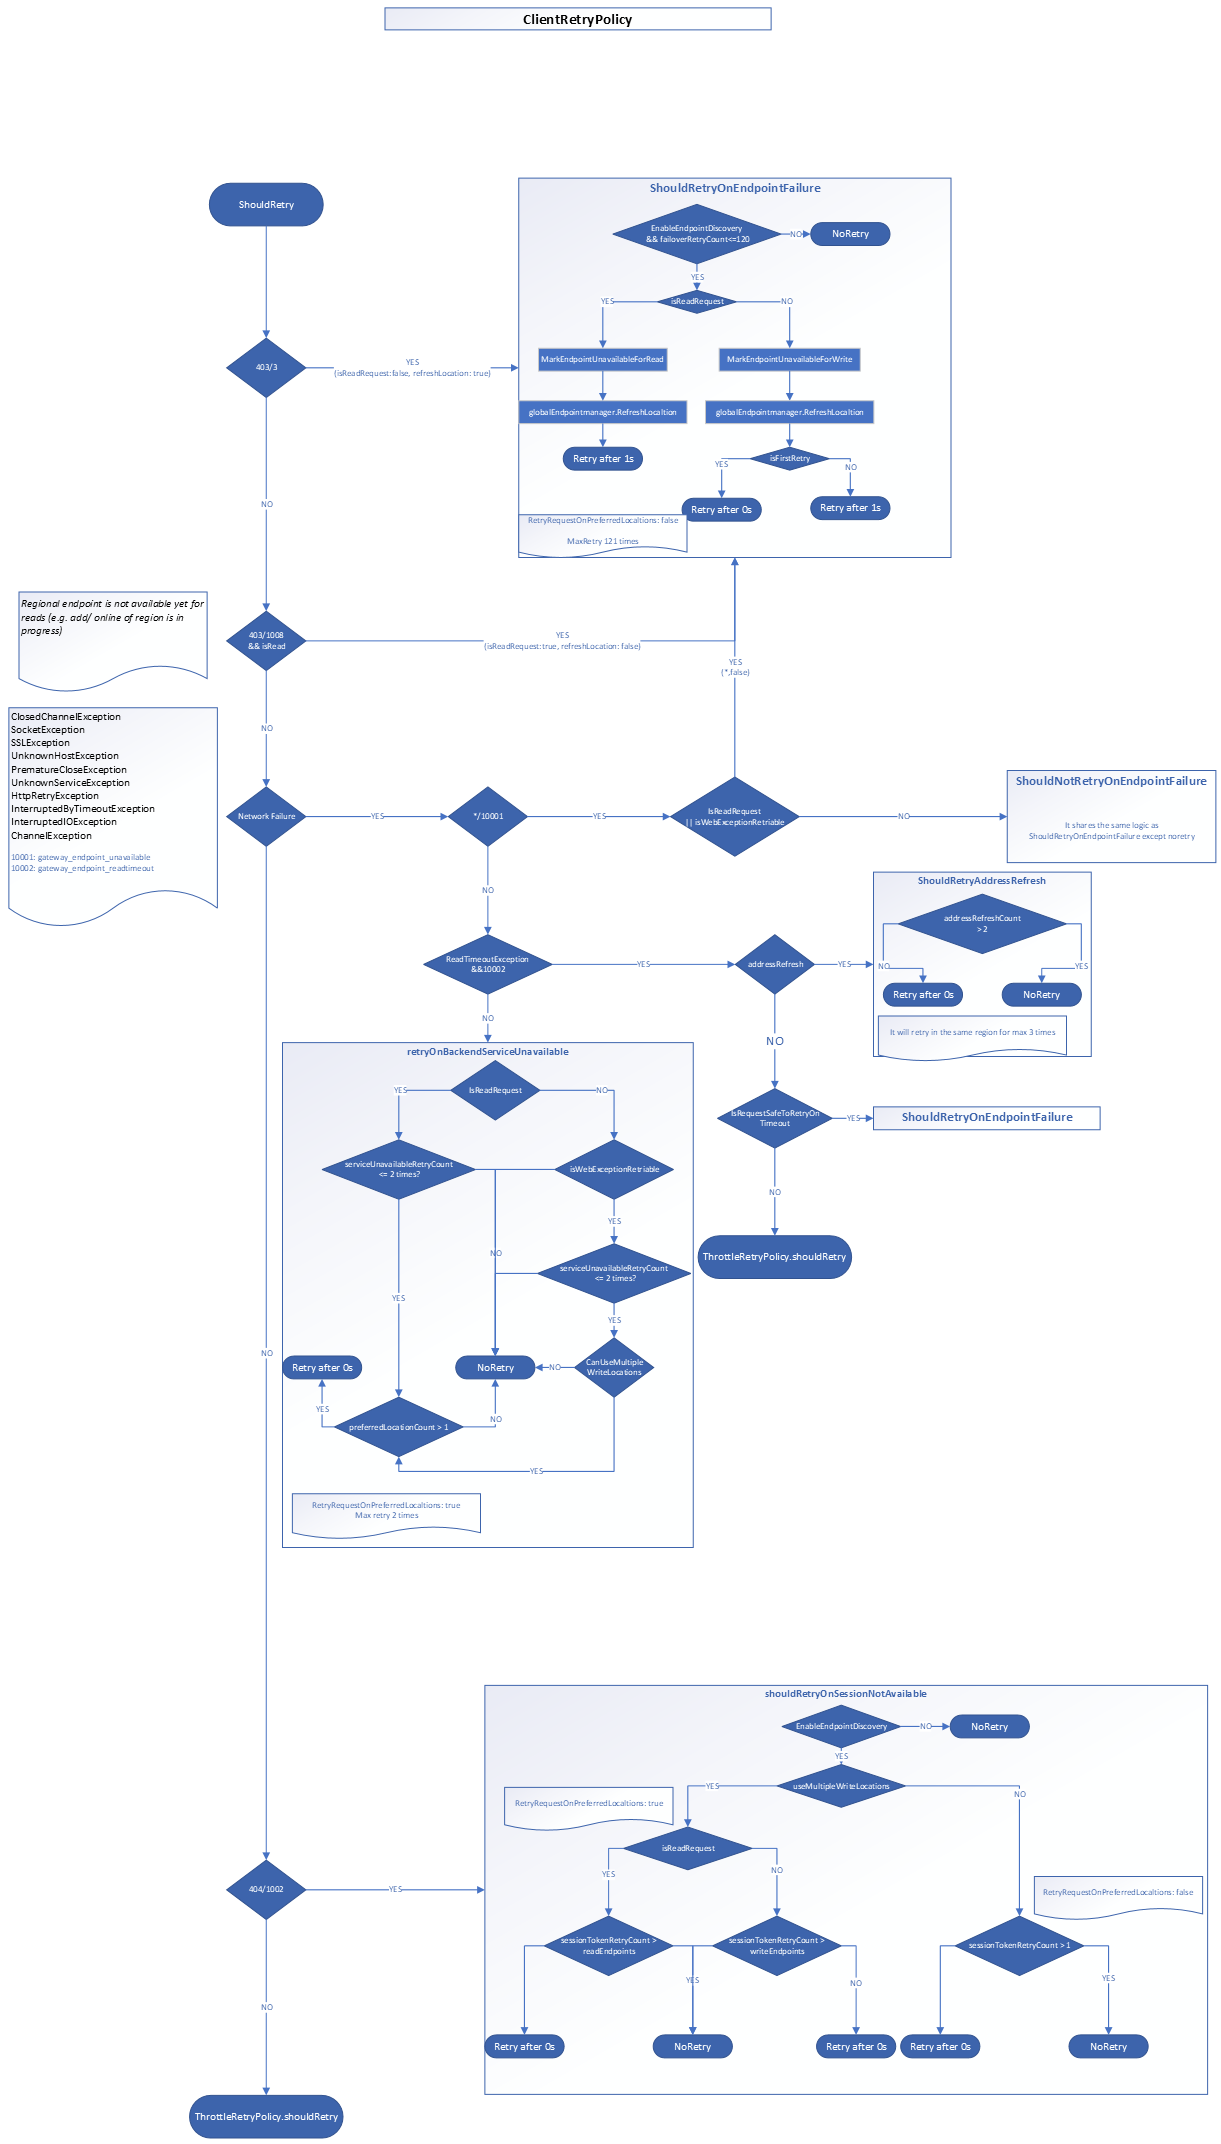 ClientRetryPolicy
ShouldRetry
ShouldRetryOnEndpointFailure
EnableEndpointDiscovery
&& failoverRetryCount<=120
NO
NoRetry
YES
isReadRequest
YES
NO
MarkEndpointUnavailableForRead
MarkEndpointUnavailableForWrite
403/3
YES
(isReadRequest:false, refreshLocation: true)
globalEndpointmanager.RefreshLocaltion
globalEndpointmanager.RefreshLocaltion
Retry after 1s
isFirstRetry
YES
NO
Retry after 0s
Retry after 1s
RetryRequestOnPreferredLocaltions: false
MaxRetry 121 times
NO
Regional endpoint is not available yet for
reads (e.g. add/ online of region is in
progress)
403/1008
&& isRead
YES
(isReadRequest:true, refreshLocation: false)
YES
(*,false)
NO
ClosedChannelException
SocketException
SSLException
UnknownHostException
PrematureCloseException
UnknownServiceException
HttpRetryException
InterruptedByTimeoutException
InterruptedIOException
ChannelException
10001: gateway_endpoint_unavailable
10002: gateway_endpoint_readtimeout
Network Failure
YES
*/10001
YES
IsReadRequest
|| isWebExceptionRetriable
NO
ShouldNotRetryOnEndpointFailure
It shares the same logic as
ShouldRetryOnEndpointFailure except noretry
NO
ShouldRetryAddressRefresh
addressRefreshCount
> 2
NO
YES
Retry after 0s
NoRetry
It will retry in the same region for max 3 times
ReadTimeoutException
&&10002
YES
addressRefresh
YES
NO
NO
IsRequestSafeToRetryOn
Timeout
YES
ShouldRetryOnEndpointFailure
NO
ThrottleRetryPolicy.shouldRetry
retryOnBackendServiceUnavailable
IsReadRequest
YES
NO
serviceUnavailableRetryCount
<= 2 times?
isWebExceptionRetriable
YES
NO
serviceUnavailableRetryCount
<= 2 times?
YES
YES
Retry after 0s
NoRetry
NO
CanUseMultiple
WriteLocations
YES
preferredLocationCount > 1
NO
YES
RetryRequestOnPreferredLocaltions: true
Max retry 2 times
NO
shouldRetryOnSessionNotAvailable
EnableEndpointDiscovery
NO
NoRetry
YES
useMultipleWriteLocations
YES
NO
RetryRequestOnPreferredLocaltions: true
isReadRequest
YES
NO
404/1002
YES
RetryRequestOnPreferredLocaltions: false
sessionTokenRetryCount >
readEndpoints
sessionTokenRetryCount >
writeEndpoints
sessionTokenRetryCount > 1
YES
NO
YES
Retry after 0s
NoRetry
Retry after 0s
Retry after 0s
NoRetry
NO
ThrottleRetryPolicy.shouldRetry